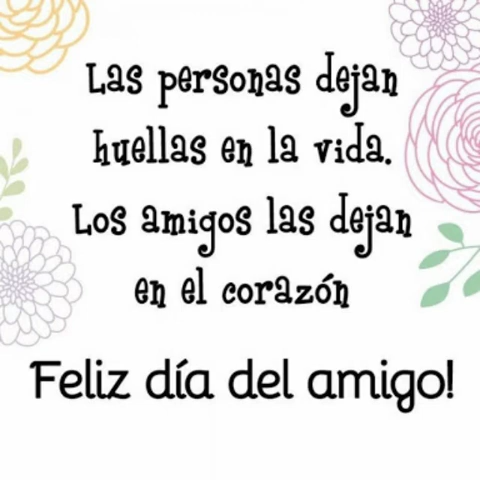 Las personas dejan
huellas en la vida.
Los amigos las dejan
en el corazón
Feliz día del amigo!